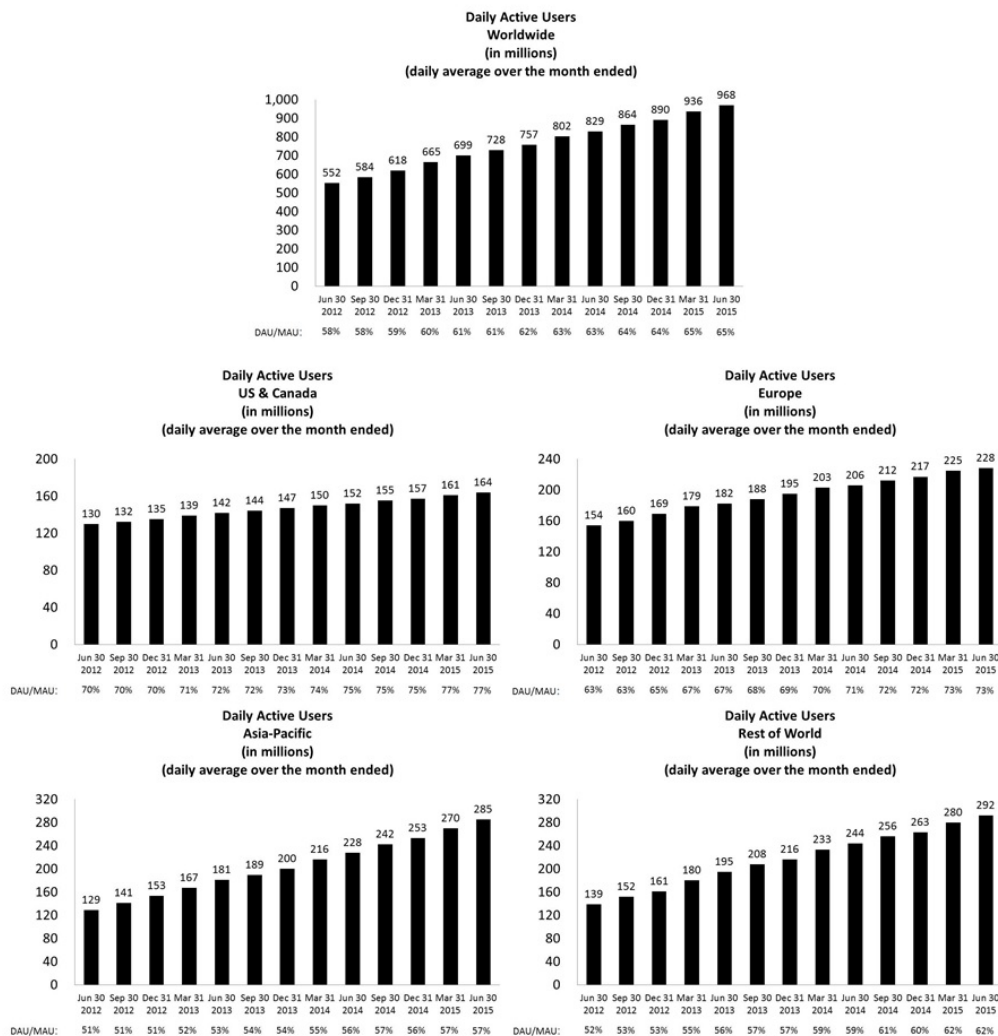 Daily Active Users
Worldwide
(in millions)
(daily average over the month ended)
1,000
900
800
700
600
500
400
300
200
100
0
552 584 618 665 699 728 757 802 829 864 890 936 968
Jun 30 Sep 30 Dec 31 Mar 31 Jun 30 Sep 30 Dec 31 Mar 31 Jun 30 Sep 30 Dec 31 Mar 31 Jun 30
2012 2012 2012 2013 2013 2013 2013 2014 2014 2014 2014 2015 2015
DAU/MAU: 58% 58% 59% 60% 61% 61% 62% 63% 63% 64% 64% 65% 65%
Daily Active Users
US & Canada
(in millions)
(daily average over the month ended)
200
160
120
80
40
0
130 132 135 139 142 144 147 150 152 155 157 161 164
Jun 30 Sep 30 Dec 31 Mar 31 Jun 30 Sep 30 Dec 31 Mar 31 Jun 30 Sep 30 Dec 31 Mar 31 Jun 30
2012 2012 2012 2013 2013 2013 2013 2014 2014 2014 2014 2015 2015
DAU/MAU: 70% 70% 70% 71% 72% 72% 73% 74% 75% 75% 75% 77% 77%
Daily Active Users
Europe
(in millions)
(daily average over the month ended)
240
200
160
120
80
40
0
154 160 169 179 182 188 195 203 206 212 217 225 228
Jun 30 Sep 30 Dec 31 Mar 31 Jun 30 Sep 30 Dec 31 Mar 31 Jun 30 Sep 30 Dec 31 Mar 31 Jun 30
2012 2012 2012 2013 2013 2013 2013 2014 2014 2014 2014 2015 2015
DAU/MAU: 63% 63% 65% 67% 67% 68% 69% 70% 71% 72% 72% 73% 73%
Daily Active Users
Asia-Pacific
(in millions)
(daily average over the month ended)
320
280
240
200
160
120
80
40
0
129 141 153 167 181 189 200 216 228 242 253 270 285
Jun 30 Sep 30 Dec 31 Mar 31 Jun 30 Sep 30 Dec 31 Mar 31 Jun 30 Sep 30 Dec 31 Mar 31 Jun 30
2012 2012 2012 2013 2013 2013 2013 2014 2014 2014 2014 2015 2015
DAU/MAU: 51% 51% 51% 52% 53% 54% 54% 55% 56% 57% 56% 57% 57%
Daily Active Users
Rest of World
(in millions)
(daily average over the month ended)
320
280
240
200
160
120
80
40
0
139 152 161 180 195 208 216 233 244 256 263 280 292
Jun 30 Sep 30 Dec 31 Mar 31 Jun 30 Sep 30 Dec 31 Mar 31 Jun 30 Sep 30 Dec 31 Mar 31 Jun 30
2012 2012 2012 2013 2013 2013 2013 2014 2014 2014 2014 2015 2015
DAU/MAU: 52% 53% 53% 55% 56% 57% 57% 59% 59% 61% 60% 62% 62%